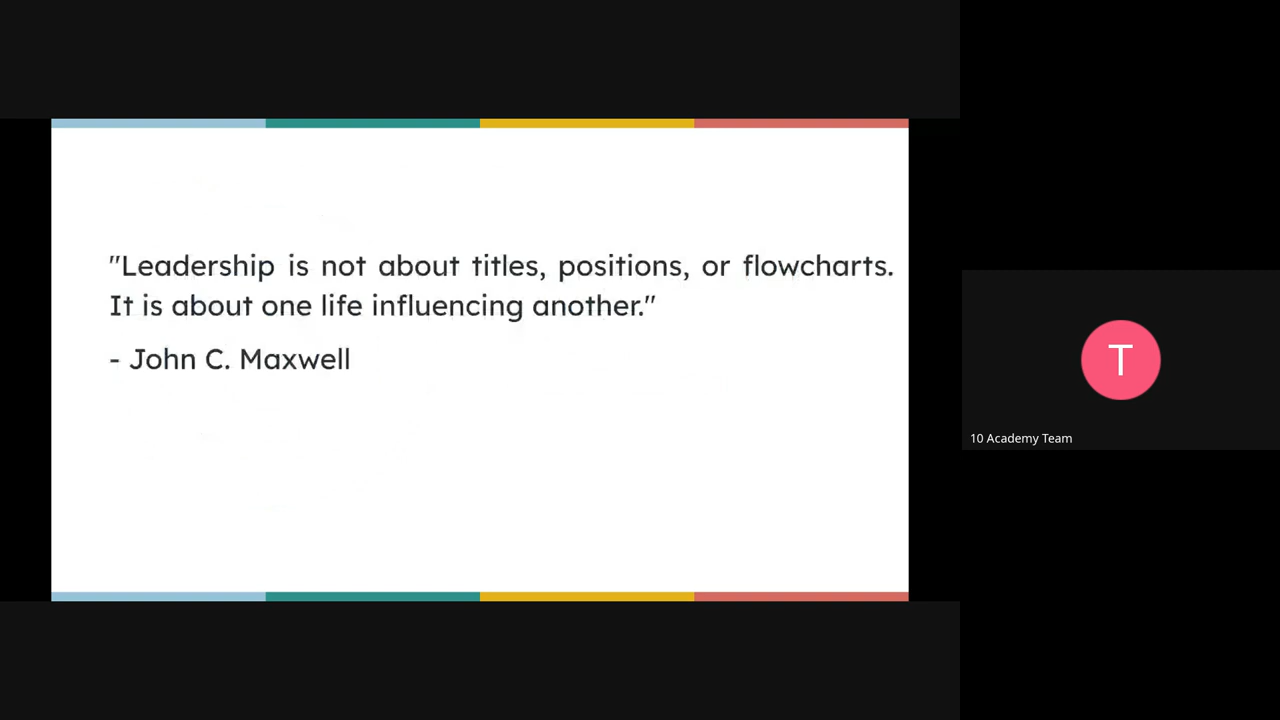 "Leadership is not about titles, positions, or flowcharts.
It is about one life influencing another."
- John C. Maxwell
T
10 Academy Team